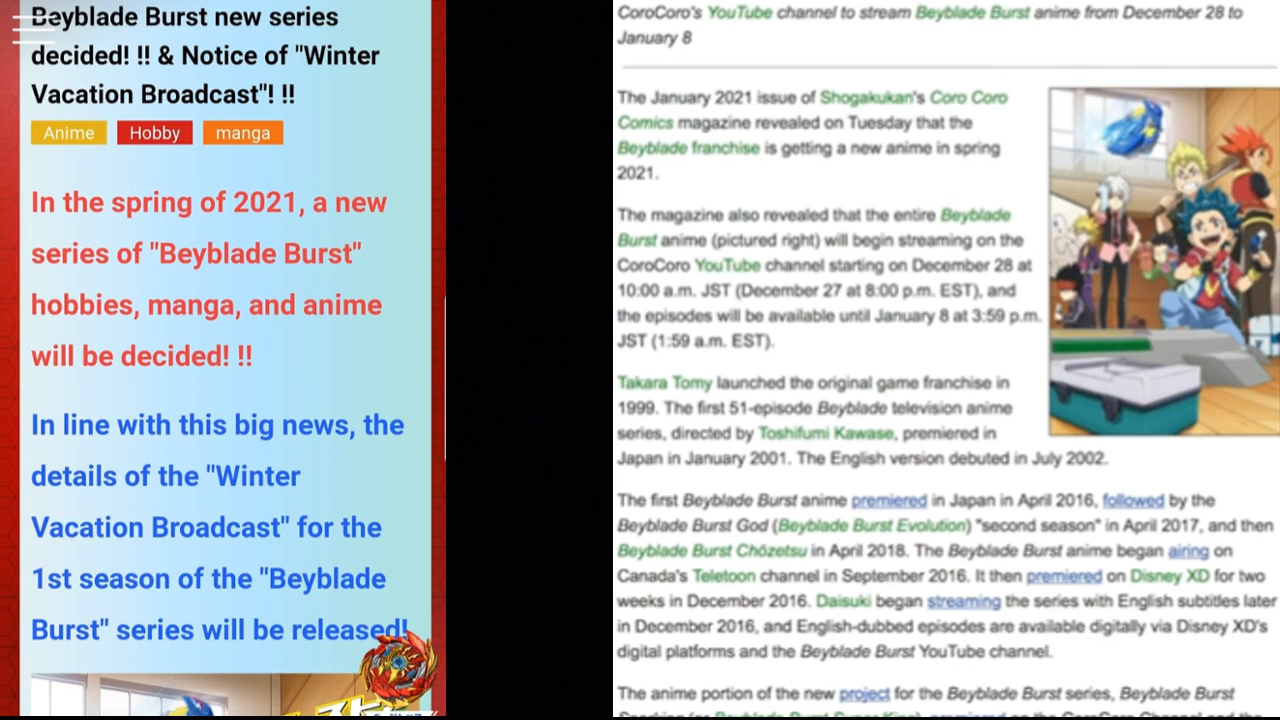 Beyblade Burst new series
decided! !! & Notice of "Winter
Vacation Broadcast"! !!
Anime Hobby manga
In the spring of 2021, a new
series of "Beyblade Burst"
hobbies, manga, and anime
will be decided! !!
In line with this big news, the
details of the "Winter
Vacation Broadcast" for the
1st season of the "Beyblade
Burst" series will be released!
CoroCoro's YouTube channel to stream Beyblade Burst anime from December 28 to
January 8
The January 2021 issue of Shogakukan's Coro Coro
Comics magazine revealed on Tuesday that the
Beyblade franchise is getting a new anime in spring
2021.
The magazine also revealed that the entire Beyblade
Burst anime (pictured right) will begin streaming on the
CoroCoro YouTube channel starting on December 28 at
10:00 a.m. JST (December 27 at 8:00 p.m. EST), and
the episodes will be available until January 8 at 3:59 p.m.
JST (1:59 a.m. EST).
Takara Tomy launched the original game franchise in
1999. The first 51-episode Beyblade television anime
series, directed by Toshifumi Kawase, premiered in
Japan in January 2001. The English version debuted in July 2002.
The first Beyblade Burst anime premiered in Japan in April 2016, followed by the
Beyblade Burst God (Beyblade Burst Evolution) "second season" in April 2017, and then
Beyblade Burst Chōzetsu in April 2018. The Beyblade Burst anime began airing on
Canada's Teletoon channel in September 2016. It then premiered on Disney XD for two
weeks in December 2016. Daisuki began streaming the series with English subtitles later
in December 2016, and English-dubbed episodes are available digitally via Disney XD's
digital platforms and the Beyblade Burst YouTube channel.
The anime portion of the new project for the Beyblade Burst series, Beyblade Burst